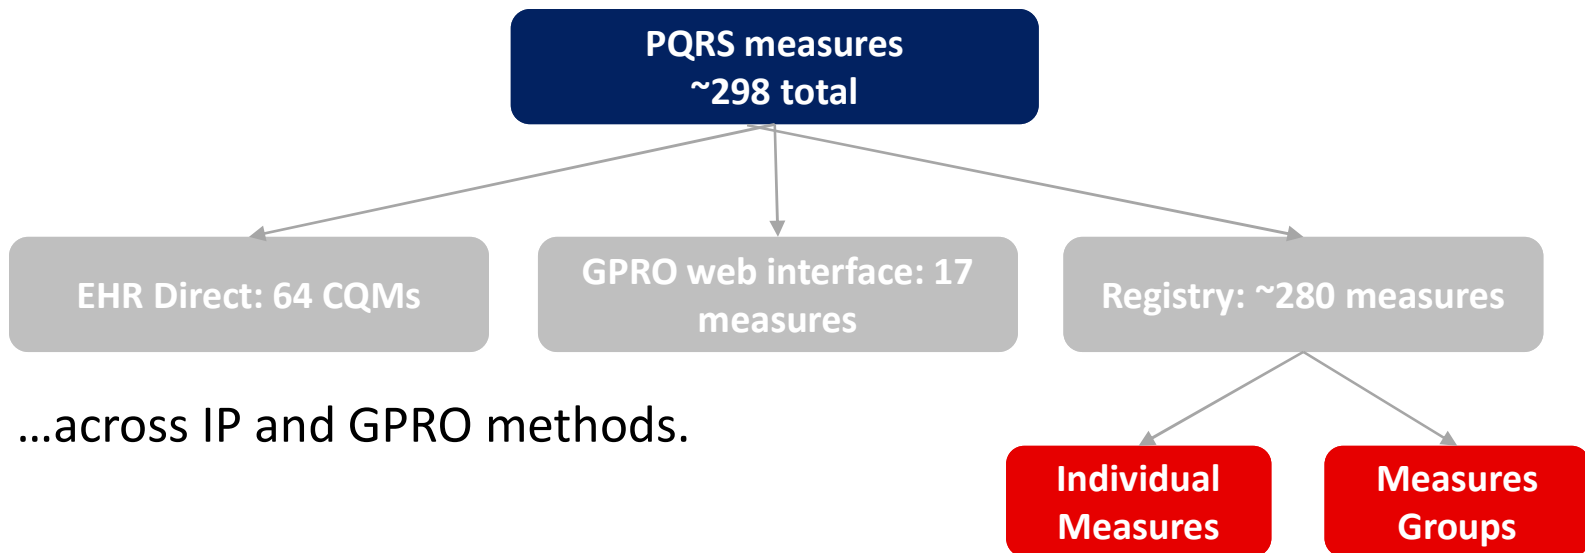 PQRS measures
~298 total
EHR Direct: 64 CQMs
GPRO web interface: 17
measures
Registry: ~280 measures
...across IP and GPRO methods.
Individual
Measures
Measures
Groups